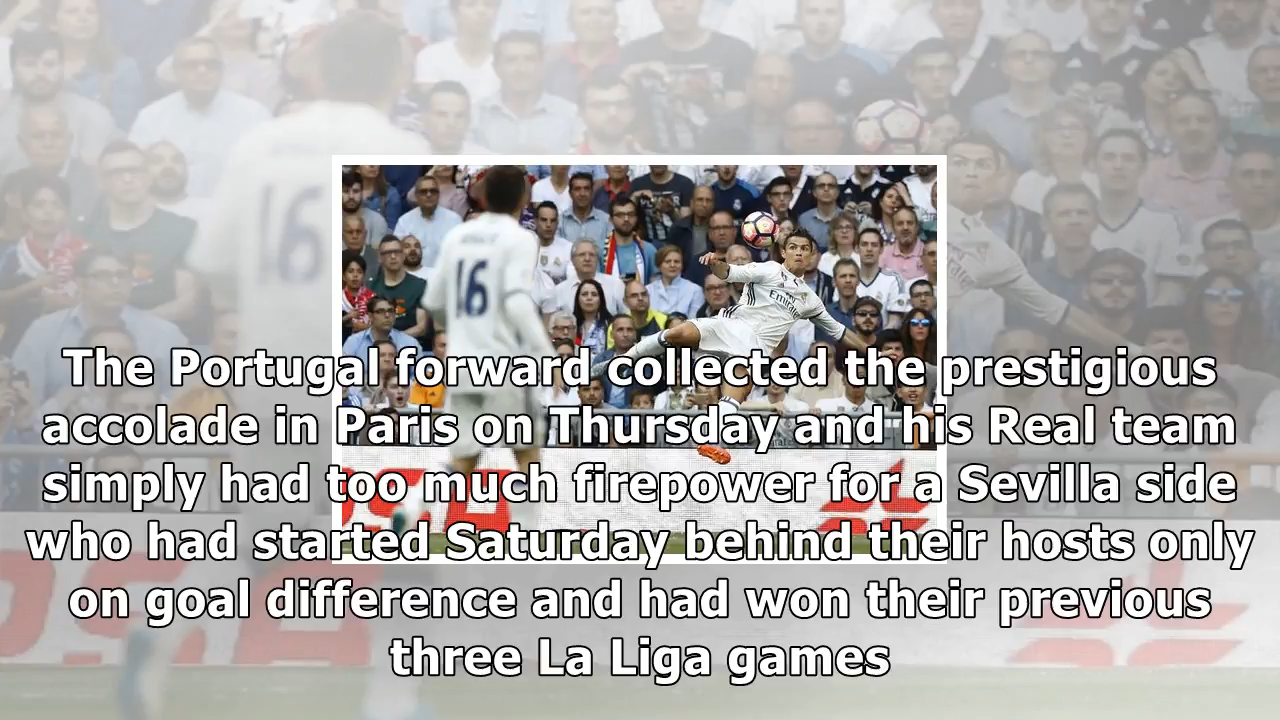 16
Emirates
The Portugal forward collected the prestigious
accolade in Paris on Thursday and his Real team
simply had too much firepower for a Sevilla side
who had started Saturday behind their hosts only
on goal difference and had won their previous
three La Liga games